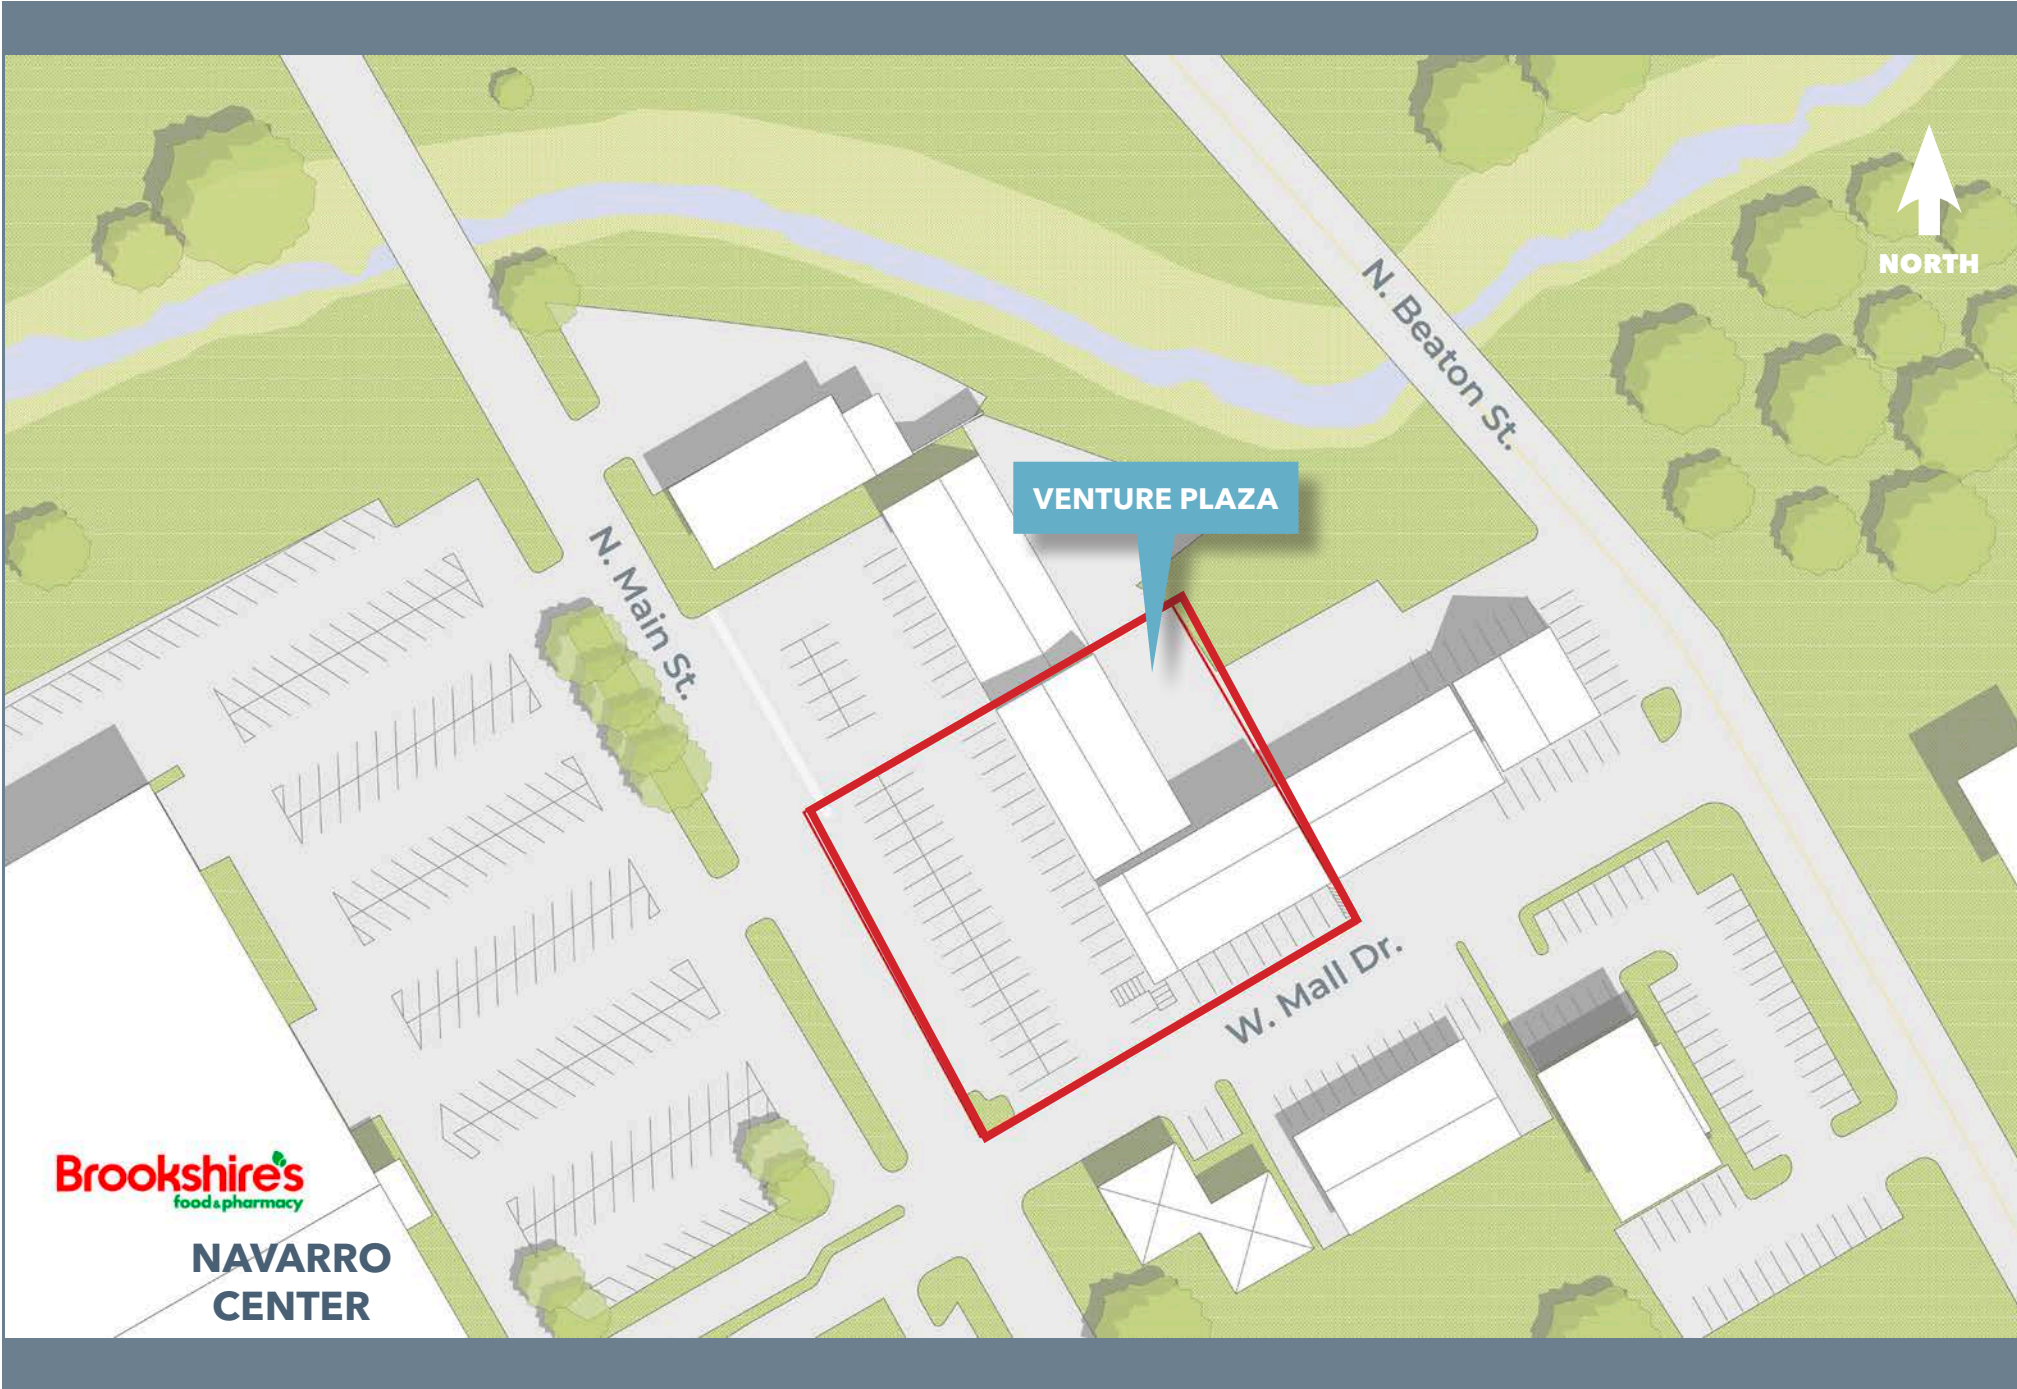 NORTH
N. Beaton St.
VENTURE PLAZA
N. Main St.
W. Mall Dr.
Brookshire's
food&pharmacy
NAVARRO
CENTER